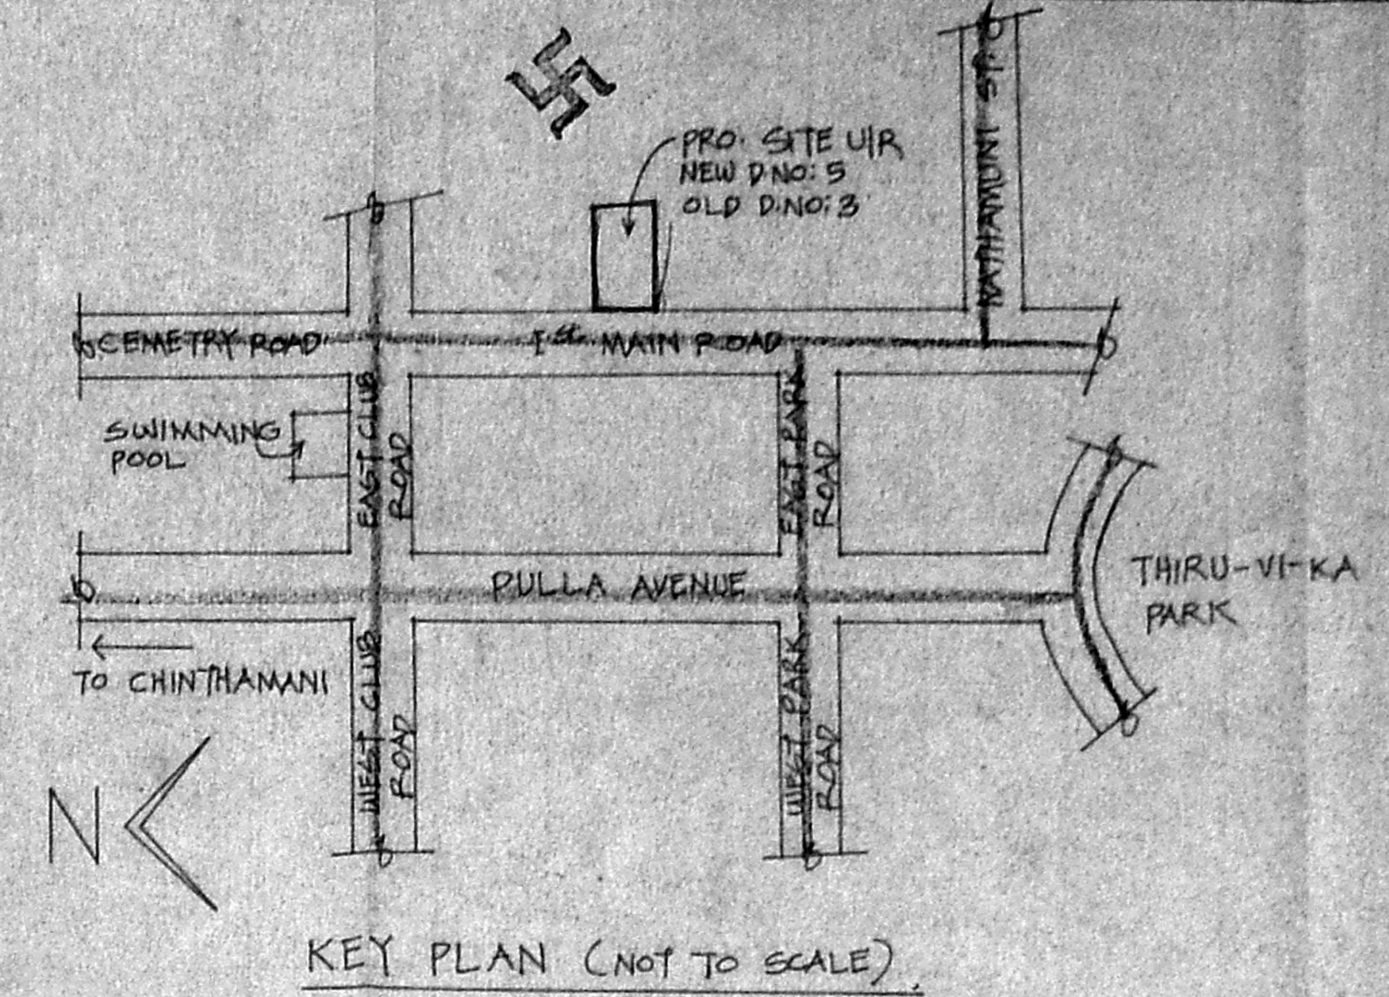 PRO. SITE U/R
NEW D.NO: 5
OLD D.NO: 3
NATHAMUNI ST.
CEMETRY ROAD
Ist MAIN ROAD
SWIMMING
POOL
EAST CLUB
ROAD
EAST PARK
ROAD
PULLA AVENUE
THIRU-VI-KA
PARK
TO CHINTHAMANI
WEST CLUB
ROAD
WEST PARK
ROAD
N
KEY PLAN (NOT TO SCALE).